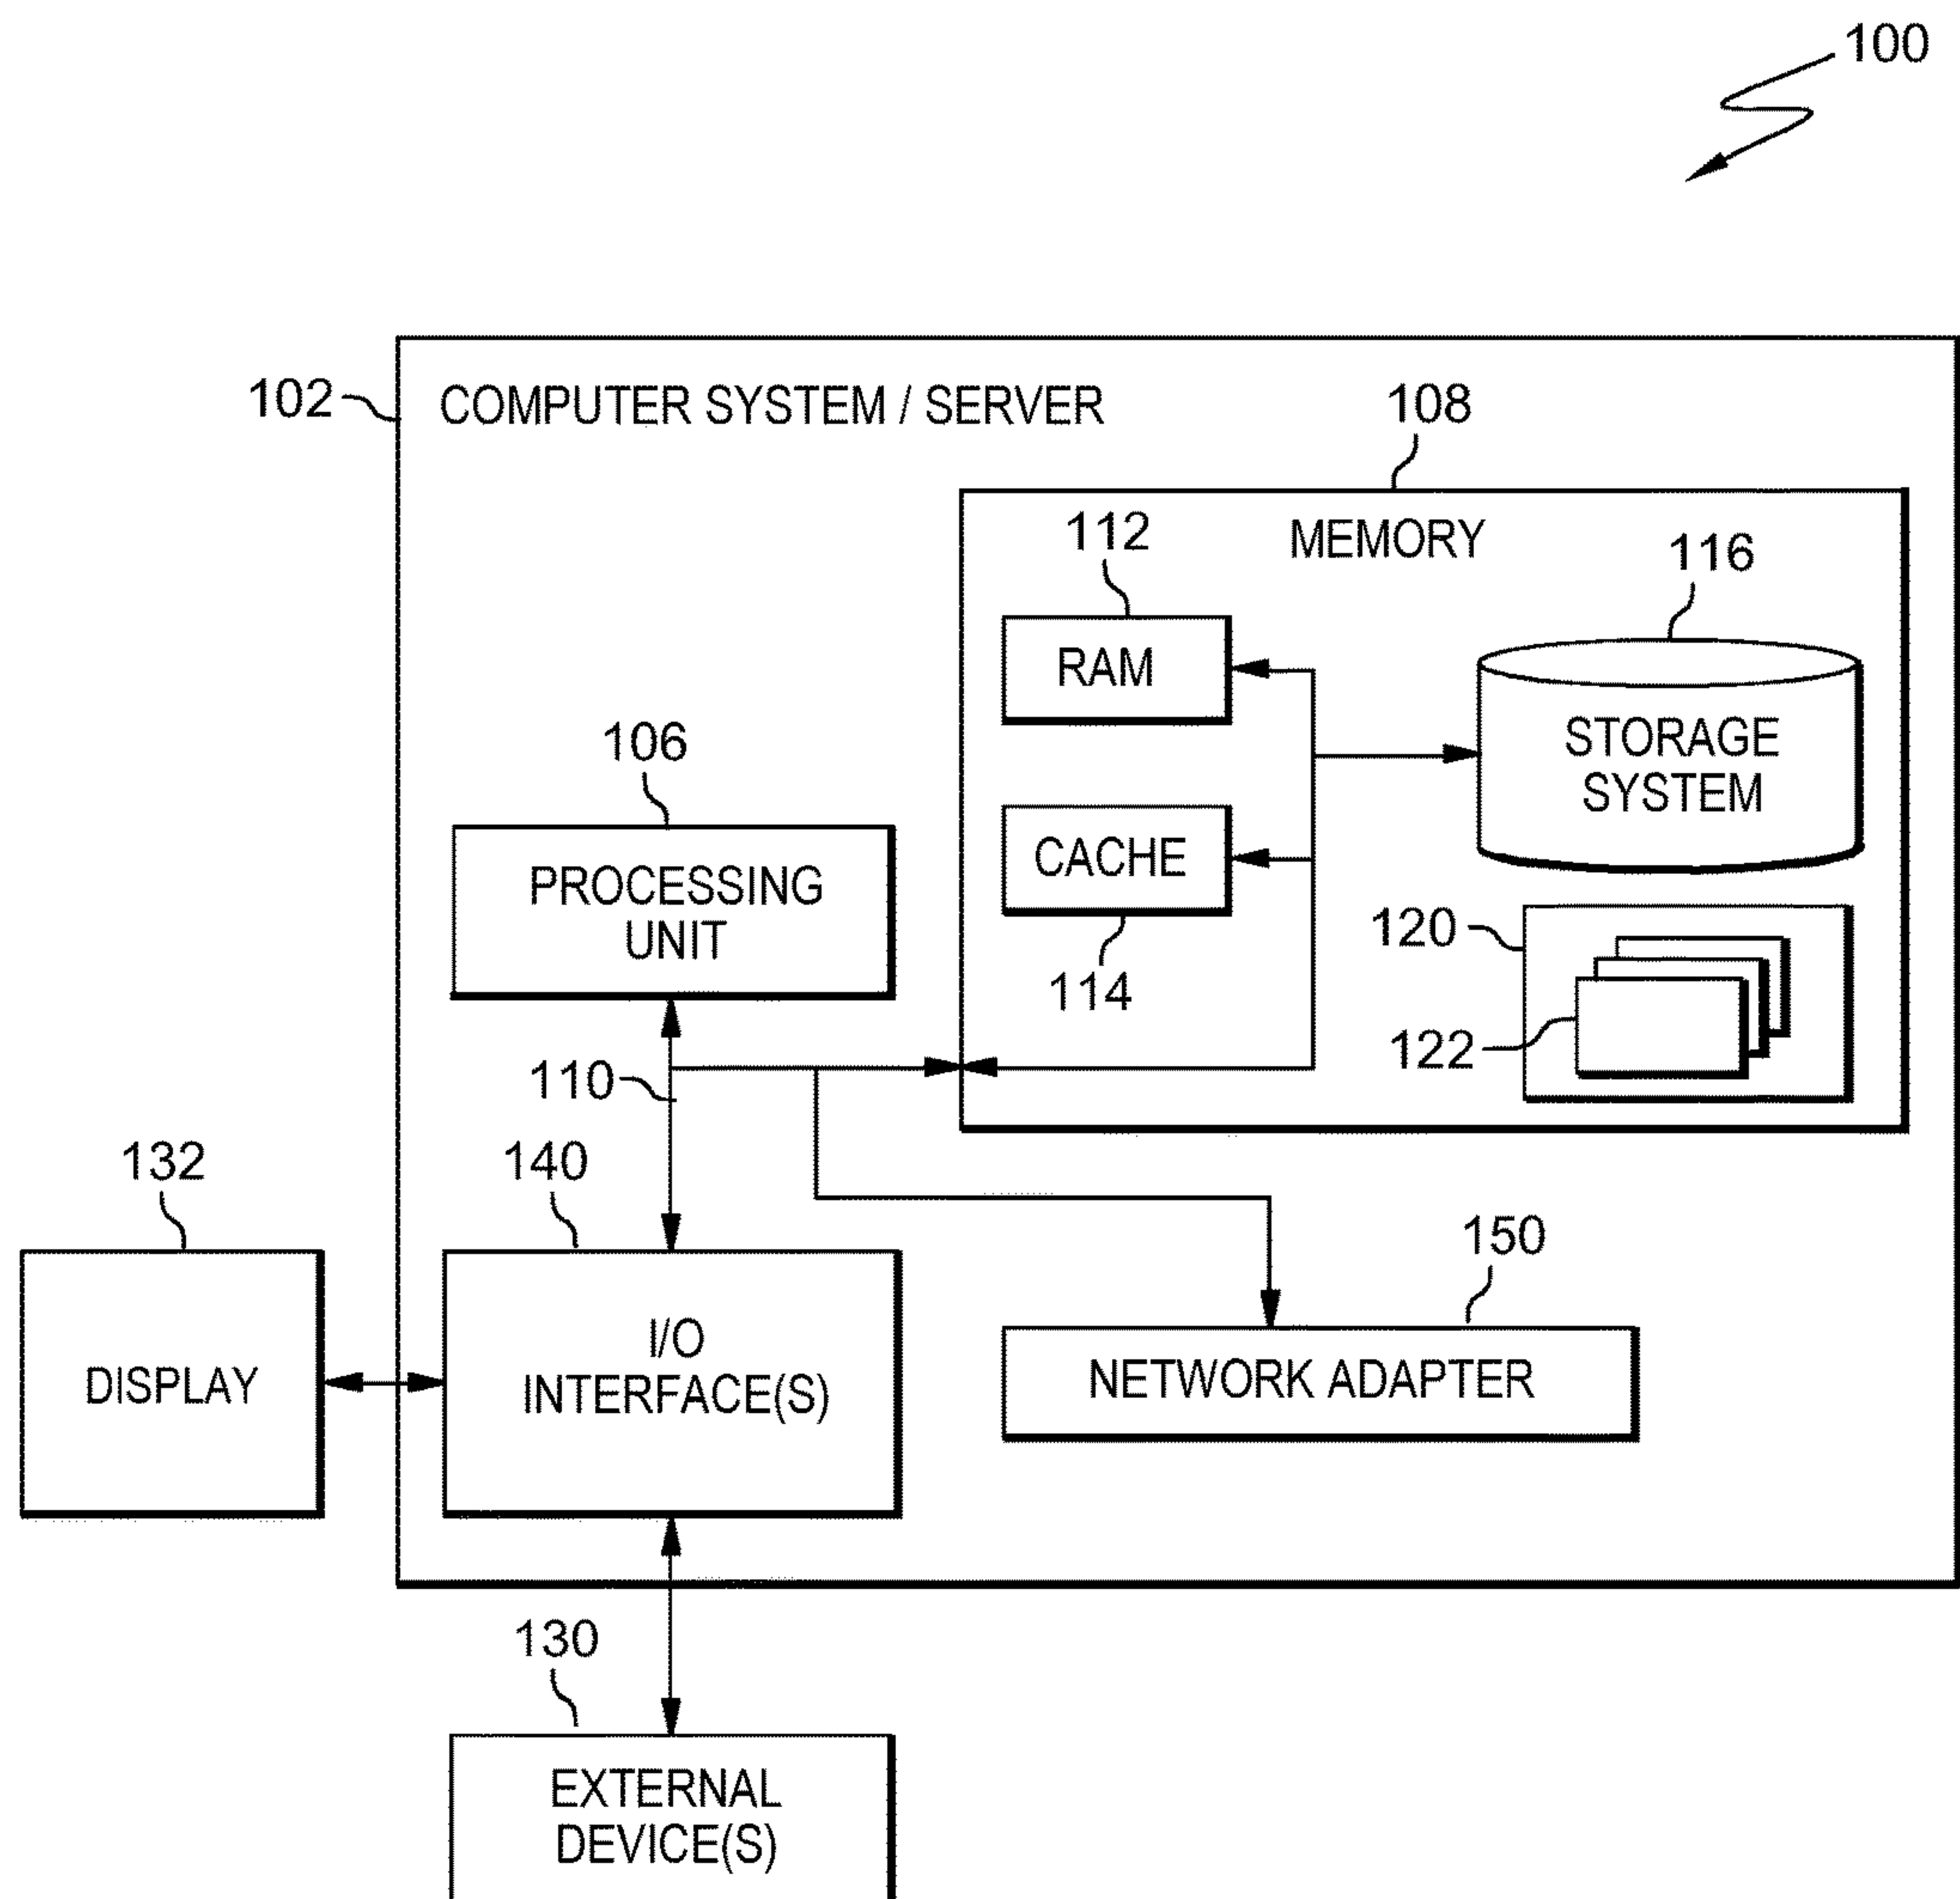 100
102
COMPUTER SYSTEM / SERVER
108
MEMORY
112
RAM
116
STORAGE
SYSTEM
106
PROCESSING
UNIT
CACHE
114
120
122
110
140
132
150
DISPLAY
I/O
INTERFACE(S)
NETWORK ADAPTER
130
EXTERNAL
DEVICE(S)